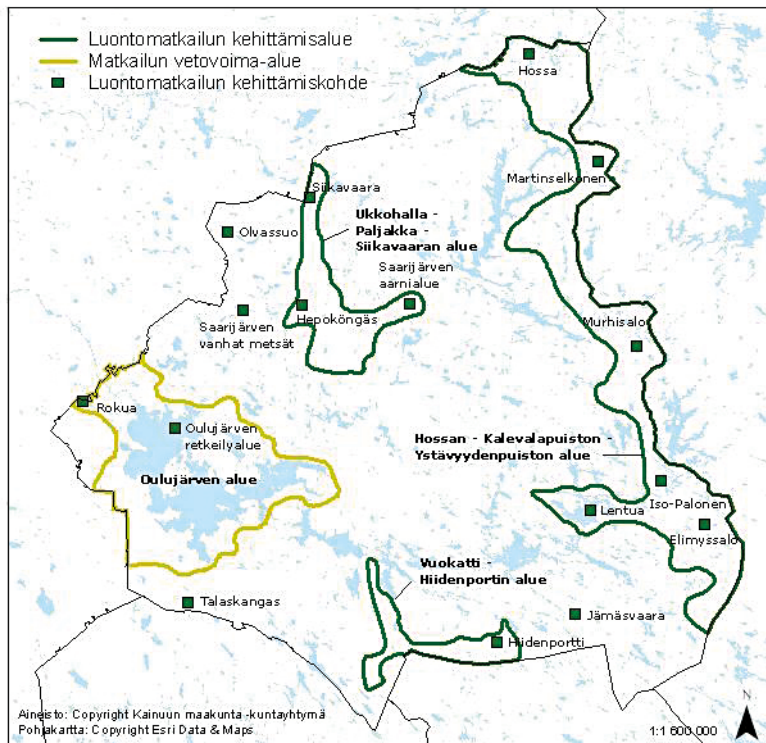 Luontomatkailun kehittämisalue
Matkailun vetovoima-alue
Luontomatkailun kehittämiskohde
Hossa
Martinselkonen
Siikavaara
Ukkohalla -
Paljakka -
Siikavaaran alue
Olvassuo
Saarijärven
aarnialue
Hepoköngäs
Saarijärven
vanhat metsät
Murhisalo
Rokua
Oulujärven
retkeilyalue
Oulujärven alue
Hossan - Kalevalapuiston -
Ystävyydenpuiston alue
Iso-Palonen
Lentua
Elimyssalo
Vuokatti -
Hiidenportin alue
Talaskangas
Jämäsvaara
Hiidenportti
Aineisto: Copyright Kainuun maakunta -kuntayhtymä
Pohjakartta: Copyright Esri Data & Maps
N
1:1 600 000